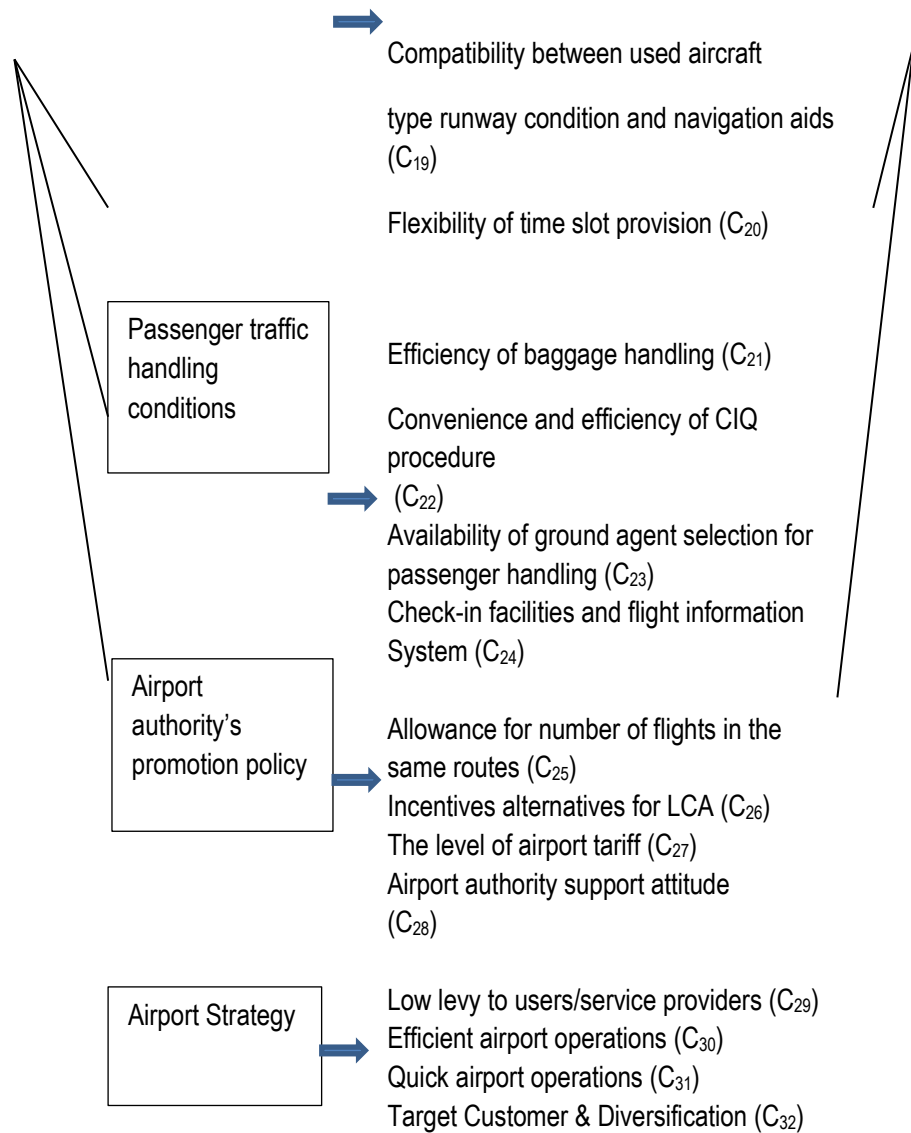 Compatibility between used aircraft
type runway condition and navigation aids
(C₁₉)
Flexibility of time slot provision (C₂₀)
Passenger traffic
handling
conditions
Efficiency of baggage handling (C₂₁)
Convenience and efficiency of CIQ
procedure
(C₂₂)
Availability of ground agent selection for
passenger handling (C₂₃)
Check-in facilities and flight information
System (C₂₄)
Airport
authority’s
promotion policy
Allowance for number of flights in the
same routes (C₂₅)
Incentives alternatives for LCA (C₂₆)
The level of airport tariff (C₂₇)
Airport authority support attitude
(C₂₈)
Airport Strategy
Low levy to users/service providers (C₂₉)
Efficient airport operations (C₃₀)
Quick airport operations (C₃₁)
Target Customer & Diversification (C₃₂)